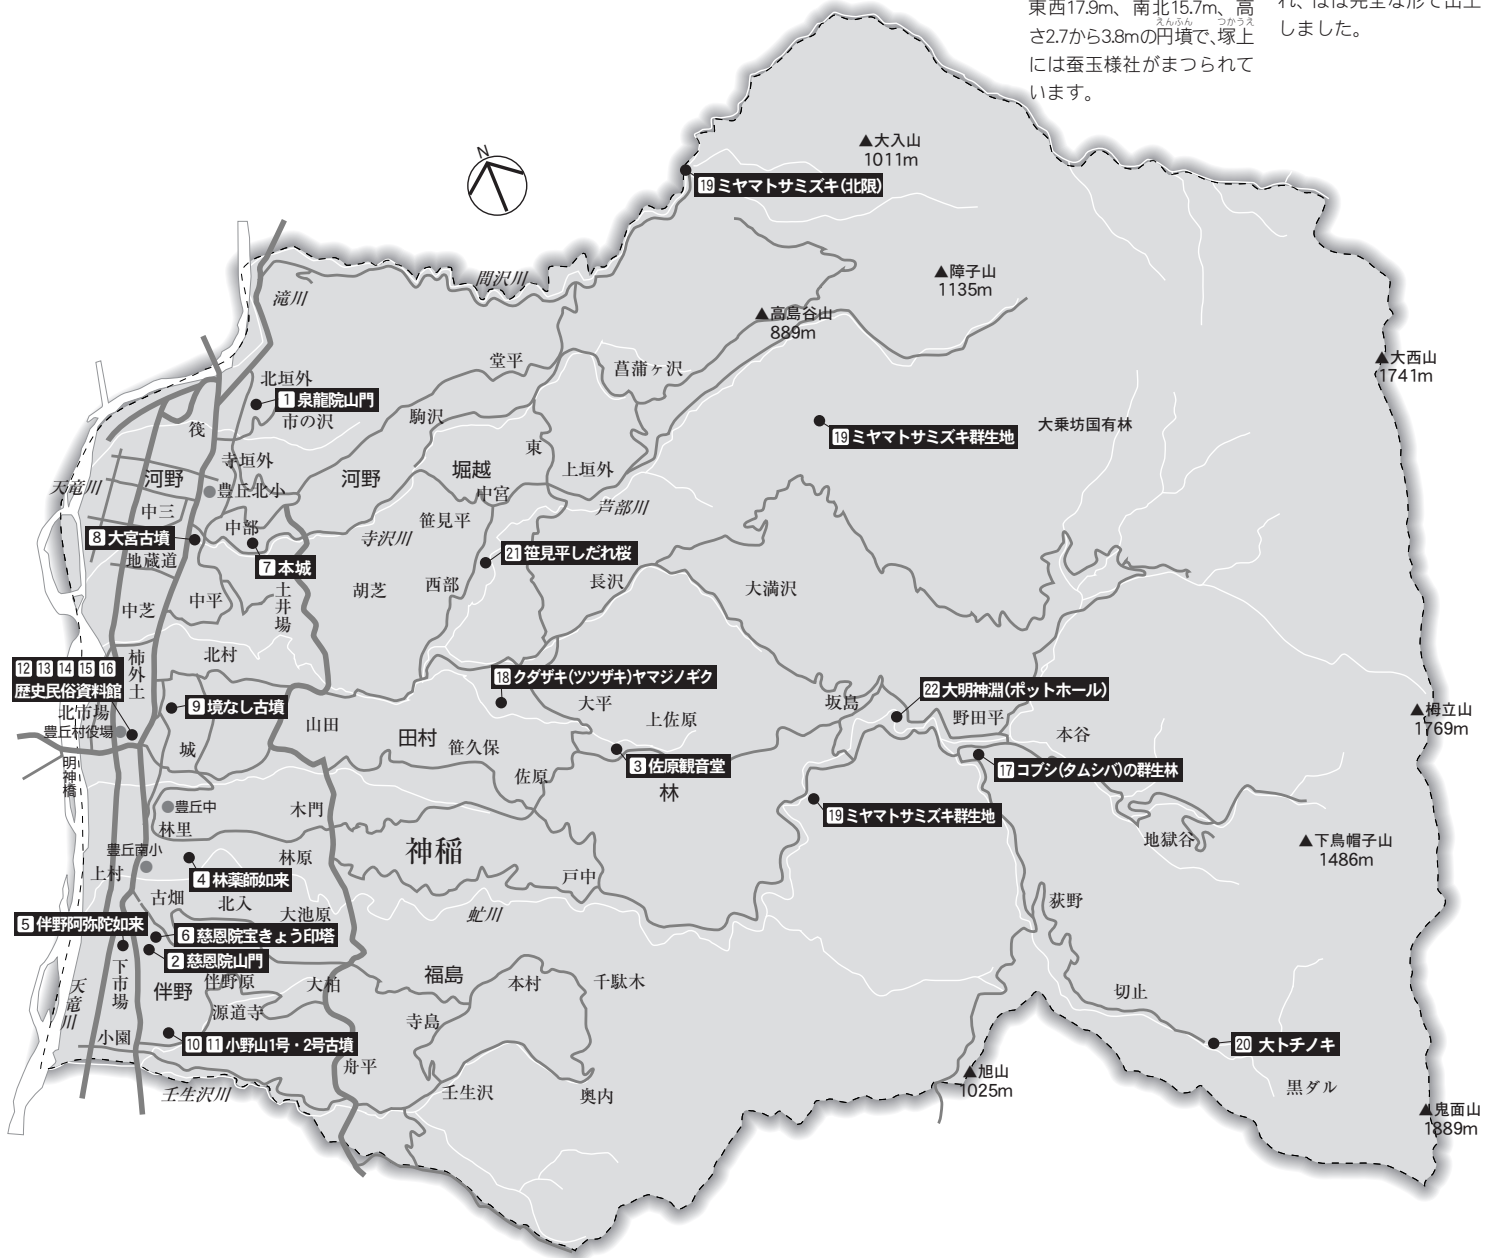 東西17.9m、南北15.7m、高
さ2.7から3.8mの円墳で、塚上
えんふん
つかうえ
には蚕玉様社がまつられて
います。
れ、ほぼ完全な形で出土
しました。
N
▲大入山
1011m
19 ミヤマトサミズキ(北限)
間沢川
滝川
▲障子山
1135m
▲高島谷山
889m
▲大西山
1741m
堂平
菖蒲ヶ沢
北垣外
1 泉龍院山門
市の沢
駒沢
筏
東
19 ミヤマトサミズキ群生地
大乗坊国有林
寺垣外
河野
河野
堀越
上垣外
天竜川
豊丘北小
中宮
中三
笹見平
芦部川
中部
寺沢川
8 大宮古墳
地蔵道
7 本城
21 笹見平しだれ桜
土井場
胡芝
西部
長沢
大満沢
中平
中芝
北村
柿外土
12 13 14 15 16
歴史民俗資料館
北市場
豊丘村役場
18 クダザキ(ツツザキ)ヤマジノギク
9 境なし古墳
大平
坂島
22 大明神淵(ポットホール)
山田
上佐原
野田平
▲栂立山
1769m
城
田村
笹久保
本谷
明神橋
佐原
3 佐原観音堂
17 コブシ(タムシバ)の群生林
林
豊丘中
木門
19 ミヤマトサミズキ群生地
林里
地獄谷
▲下烏帽子山
1486m
豊丘南小
林原
神稲
上村
4 林薬師如来
戸中
古畑
北入
荻野
大池原
虻川
5 伴野阿弥陀如来
6 慈恩院宝きょう印塔
2 慈恩院山門
下市場
伴野
伴野原
大柏
福島
本村
千駄木
切止
天竜川
源道寺
寺島
小園
10 11 小野山1号・2号古墳
20 大トチノキ
舟平
▲旭山
1025m
壬生沢川
壬生沢
奥内
黒ダル
▲鬼面山
1889m